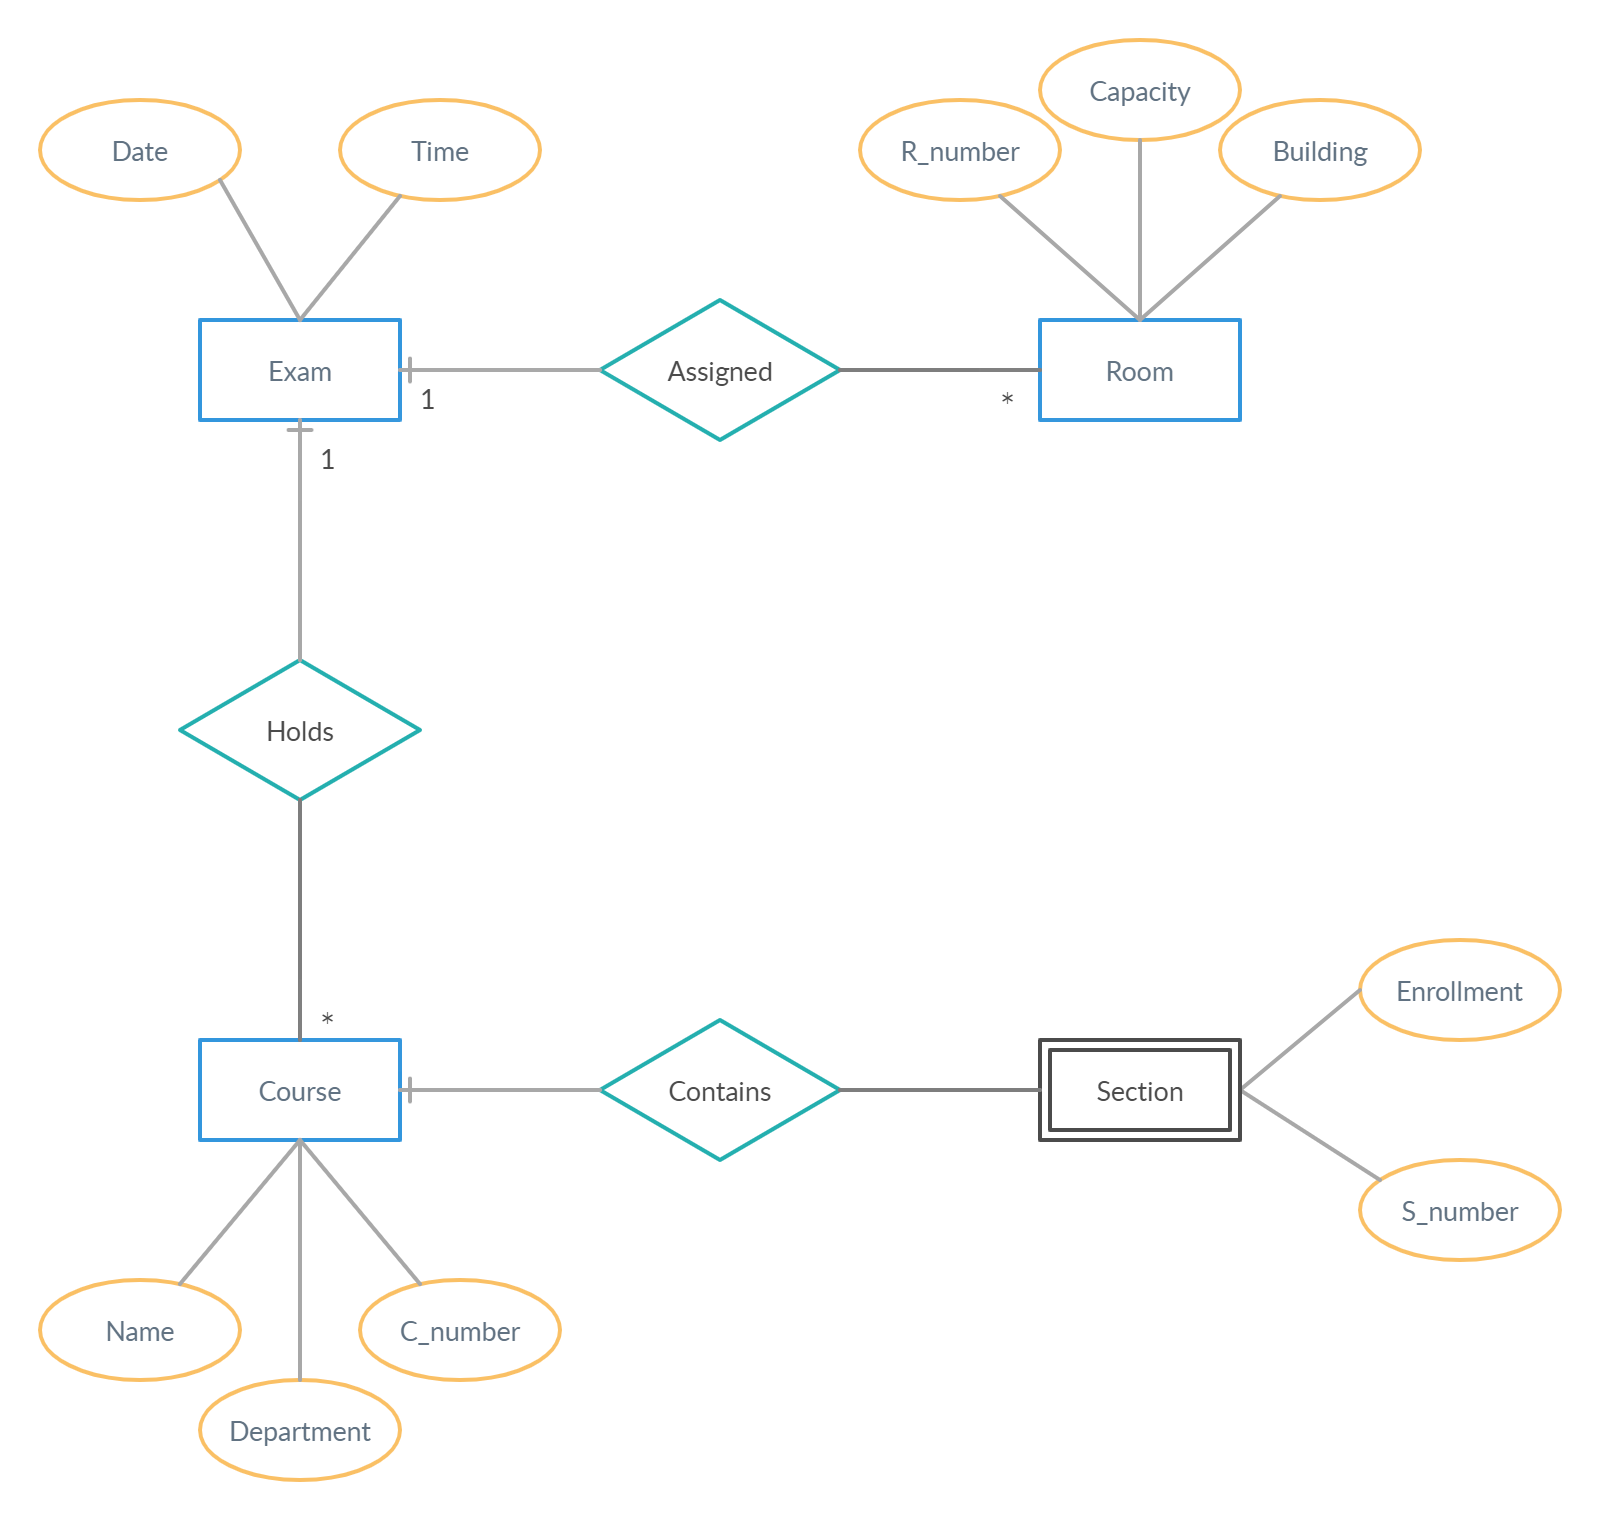 Capacity
Date
Time
R_number
Building
Exam
Assigned
Room
1
*
1
Holds
Enrollment
*
Course
Contains
Section
S_number
Name
C_number
Department